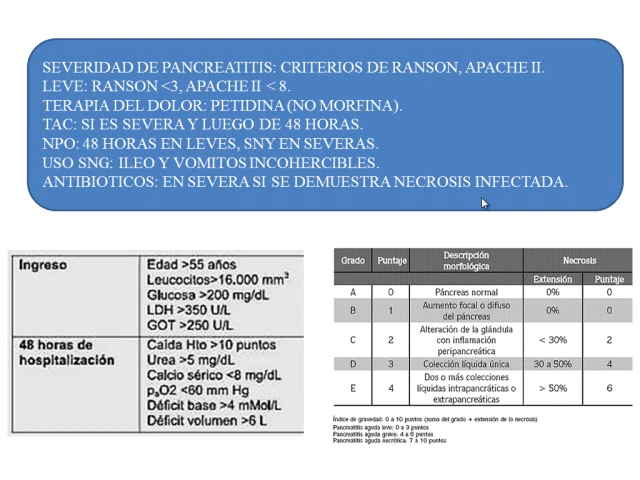 SEVERIDAD DE PANCREATITIS: CRITERIOS DE RANSON, APACHE II.
LEVE: RANSON <3, APACHE II < 8.
TERAPIA DEL DOLOR: PETIDINA (NO MORFINA).
TAC: SI ES SEVERA Y LUEGO DE 48 HORAS.
NPO: 48 HORAS EN LEVES, SNY EN SEVERAS.
USO SNG: ILEO Y VOMITOS INCOHERCIBLES.
ANTIBIOTICOS: EN SEVERA SI SE DEMUESTRA NECROSIS INFECTADA.
Ingreso
Edad >55 años
Leucocitos>16.000 mm³
Glucosa >200 mg/dL
LDH >350 U/L
GOT >250 U/L
48 horas de hospitalización
Caida Hto >10 puntos
Urea >5 mg/dL
Calcio sérico <8 mg/dL
paO2 <60 mm Hg
Déficit base >4 mMol/L
Déficit volumen >6 L
Grado Puntaje Descripción morfológica Necrosis
Extensión Puntaje
A 0 Páncreas normal 0% 0
B 1 Aumento focal o difuso del páncreas 0% 0
C 2 Alteración de la glándula con inflamación peripancreática < 30% 2
D 3 Colección líquida única 30 a 50% 4
E 4 Dos o más colecciones líquidas intrapancráticas o extrapancreáticas > 50% 6
Índice de gravedad: 0 a 10 puntos (suma del grado + extensión de la necrosis)
Pancreatitis aguda leve: 0 a 3 puntos
Pancreatitis aguda grave: 4 a 6 puntos
Pancreatitis aguda necrótica: 7 a 10 puntos